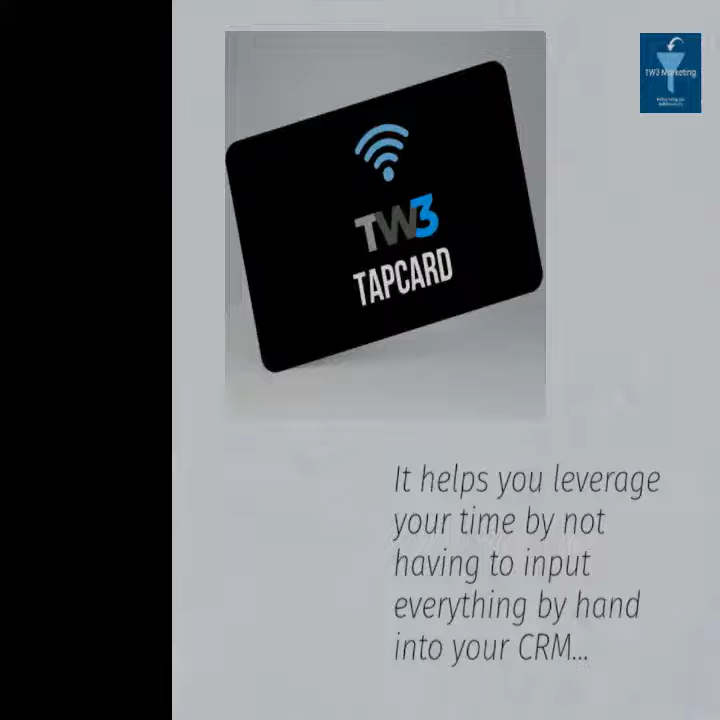 TW3 Marketing
TW3
TAPCARD
It helps you leverage
your time by not
having to input
everything by hand
into your CRM...